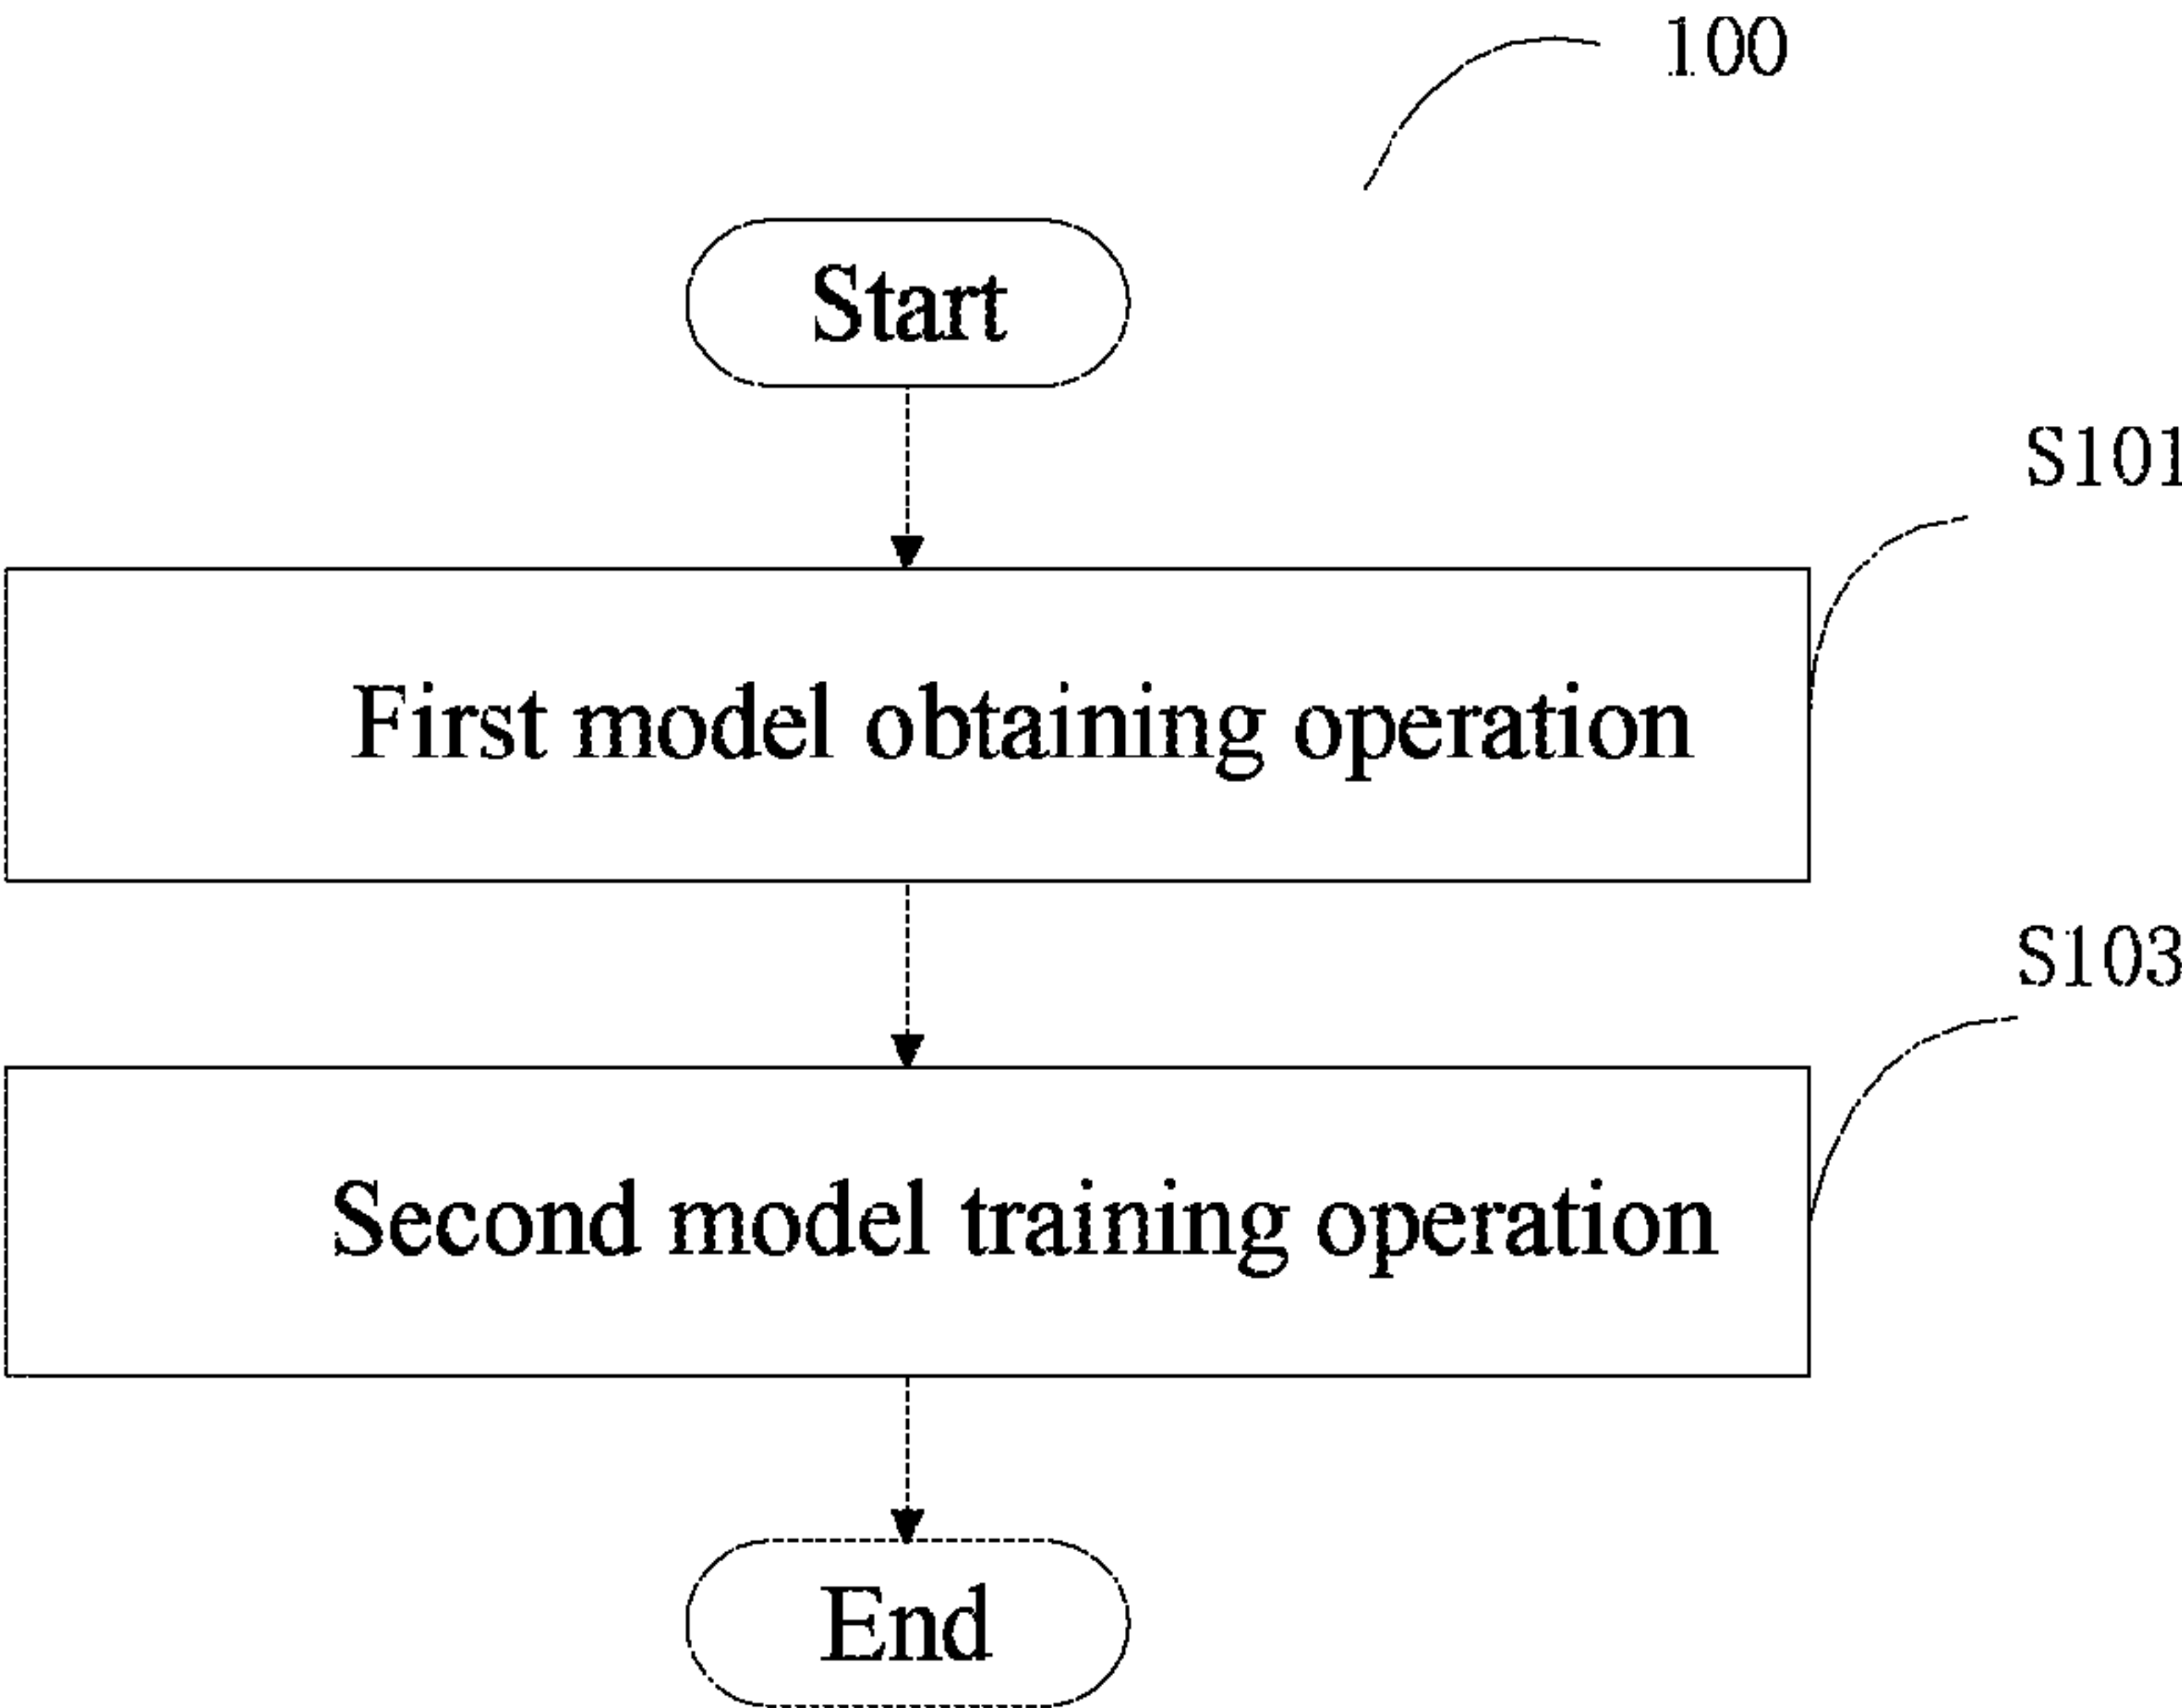 100
Start
S101
First model obtaining operation
S103
Second model training operation
End